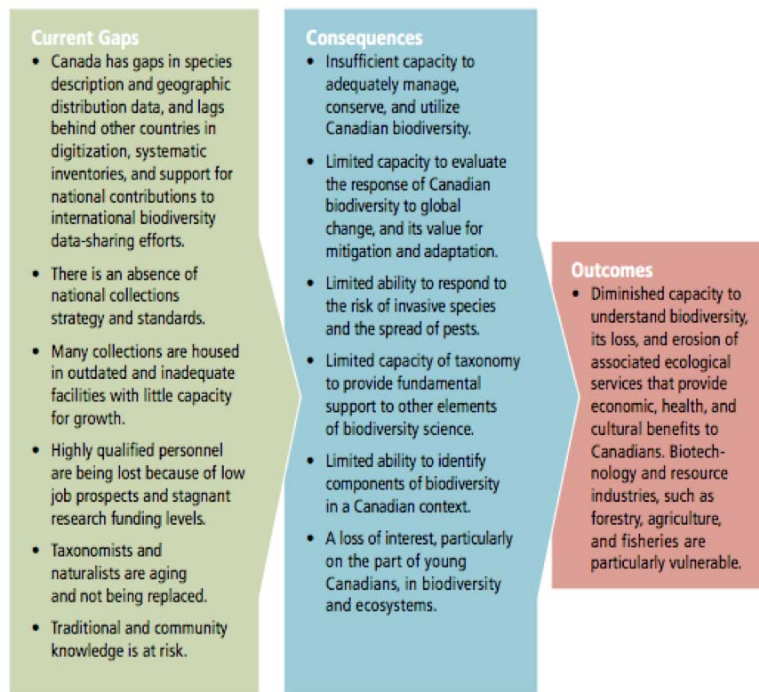 Current Gaps
• Canada has gaps in species
description and geographic
distribution data, and lags
behind other countries in
digitization, systematic
inventories, and support for
national contributions to
international biodiversity
data-sharing efforts.
• There is an absence of
national collections
strategy and standards.
• Many collections are housed
in outdated and inadequate
facilities with little capacity
for growth.
• Highly qualified personnel
are being lost because of low
job prospects and stagnant
research funding levels.
• Taxonomists and
naturalists are aging
and not being replaced.
• Traditional and community
knowledge is at risk.
Consequences
• Insufficient capacity to
adequately manage,
conserve, and utilize
Canadian biodiversity.
• Limited capacity to evaluate
the response of Canadian
biodiversity to global
change, and its value for
mitigation and adaptation.
• Limited ability to respond to
the risk of invasive species
and the spread of pests.
• Limited capacity of taxonomy
to provide fundamental
support to other elements
of biodiversity science.
• Limited ability to identify
components of biodiversity
in a Canadian context.
• A loss of interest, particularly
on the part of young
Canadians, in biodiversity
and ecosystems.
Outcomes
• Diminished capacity to
understand biodiversity,
its loss, and erosion of
associated ecological
services that provide
economic, health, and
cultural benefits to
Canadians. Biotech-
nology and resource
industries, such as
forestry, agriculture,
and fisheries are
particularly vulnerable.